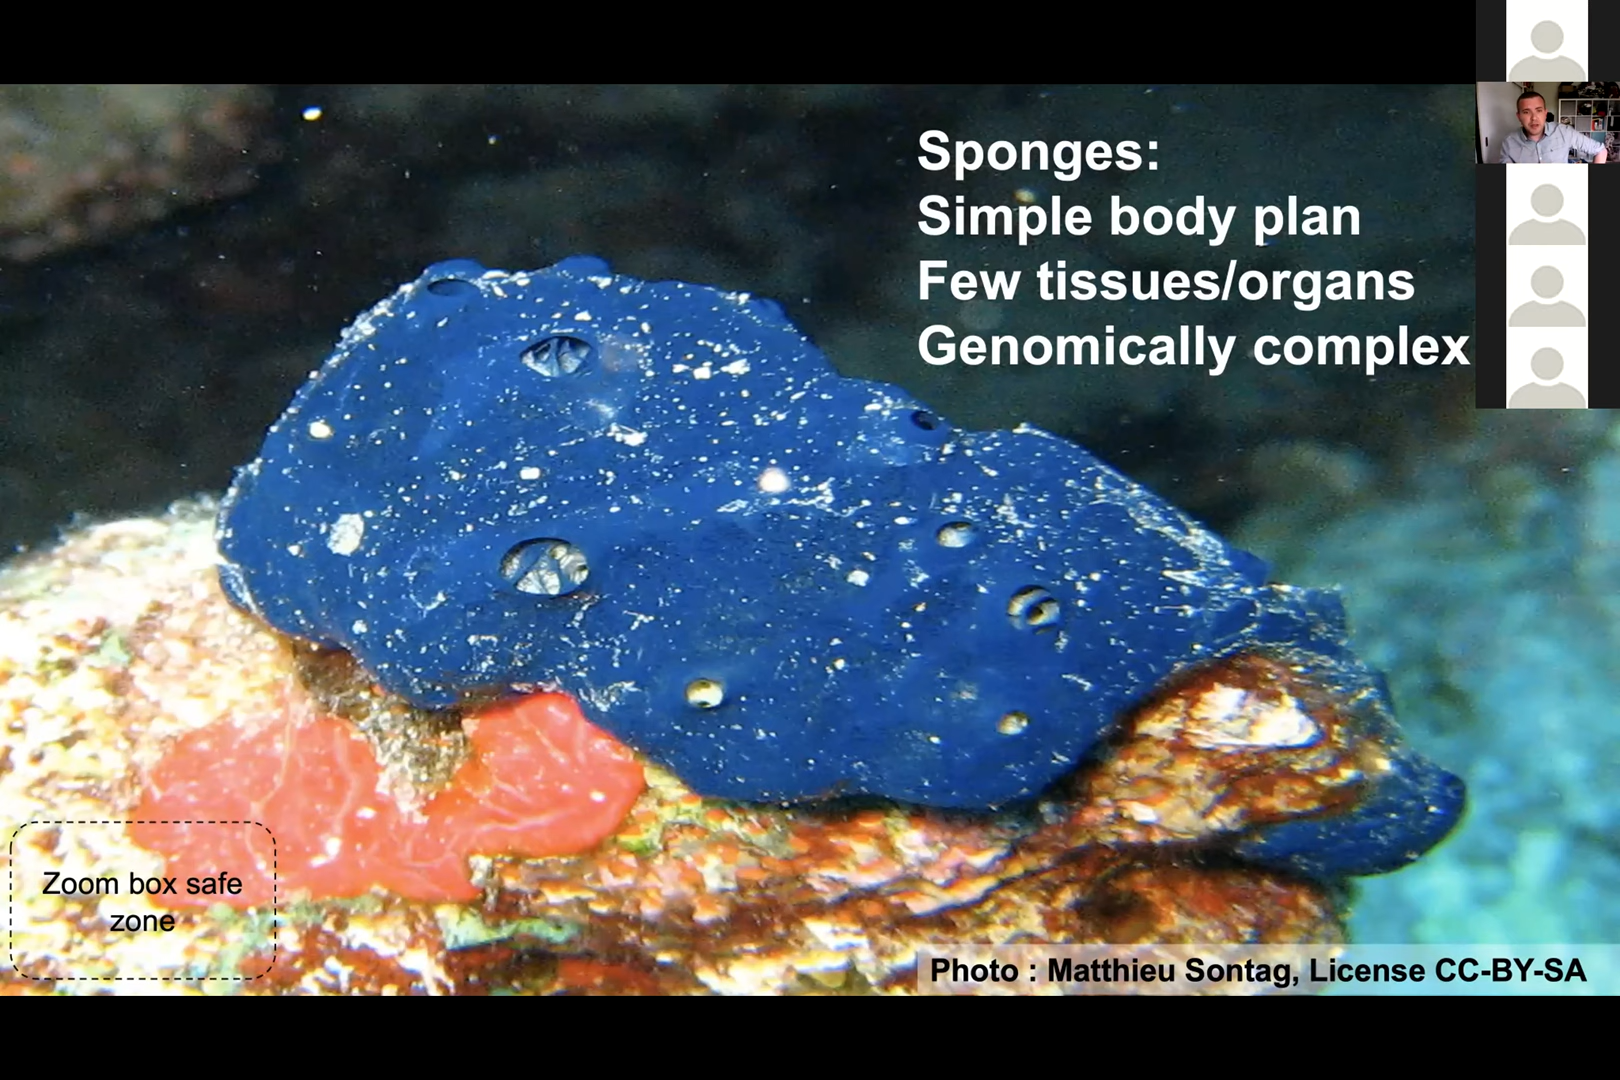 Sponges:
Simple body plan
Few tissues/organs
Genomically complex
Zoom box safe
zone
Photo : Matthieu Sontag, License CC-BY-SA